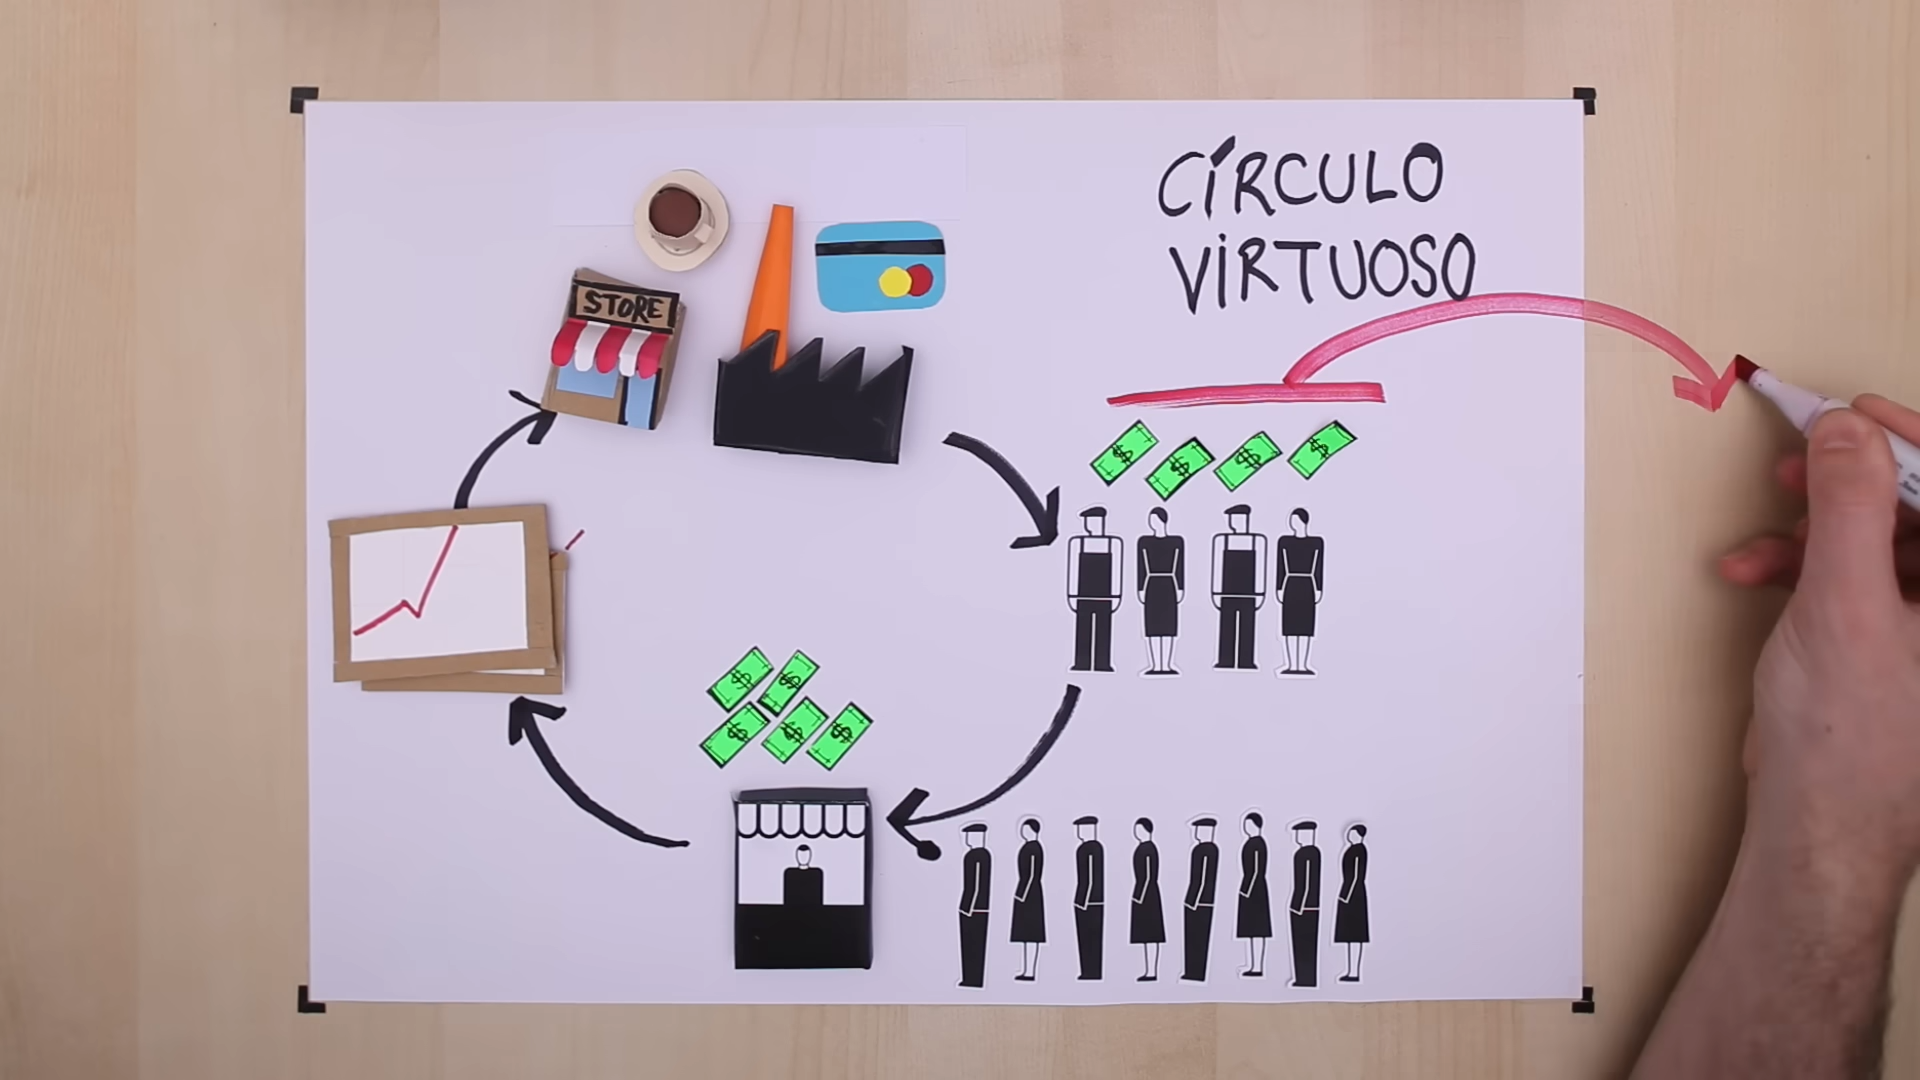 CÍRCULO
VIRTUOSO
STORE
$ $ $ $
$ $
$ $ $